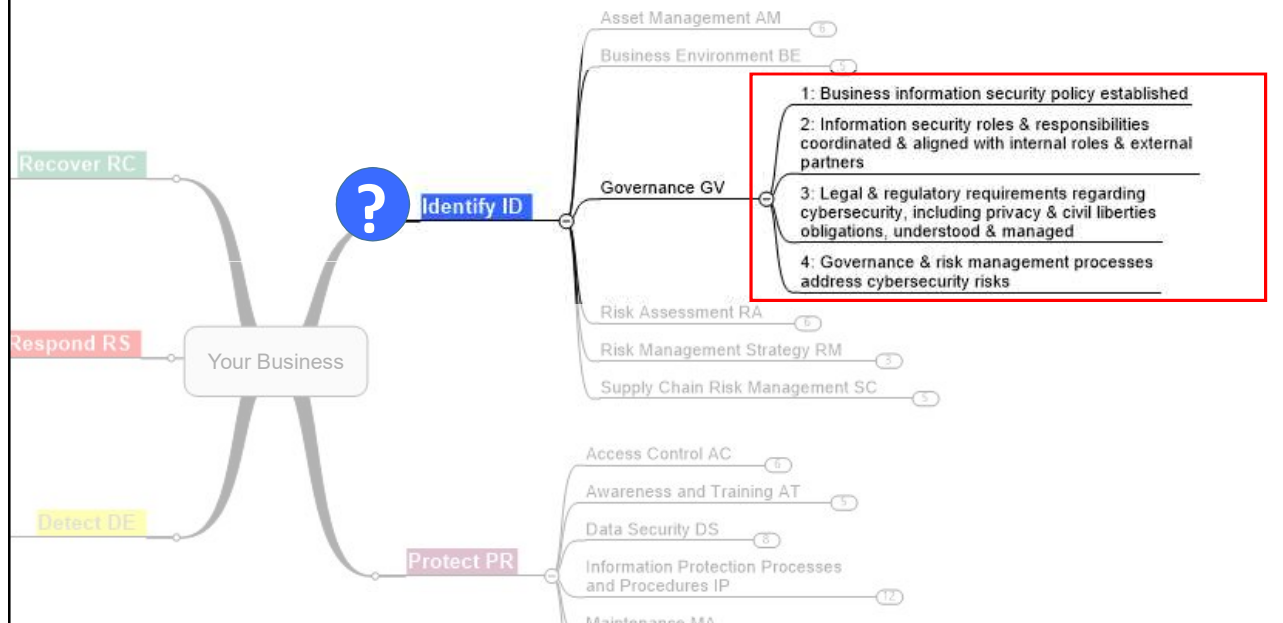 Asset Management AM
6
Business Environment BE
5
1: Business information security policy established
2: Information security roles & responsibilities
coordinated & aligned with internal roles & external
partners
Governance GV
3: Legal & regulatory requirements regarding
cybersecurity, including privacy & civil liberties
obligations, understood & managed
4: Governance & risk management processes
address cybersecurity risks
Risk Assessment RA
6
Risk Management Strategy RM
3
Supply Chain Risk Management SC
5
?
Identify ID
Recover RC
Respond RS
Your Business
Detect DE
Protect PR
Access Control AC
6
Awareness and Training AT
5
Data Security DS
8
Information Protection Processes
and Procedures IP
12
Maintenance MA